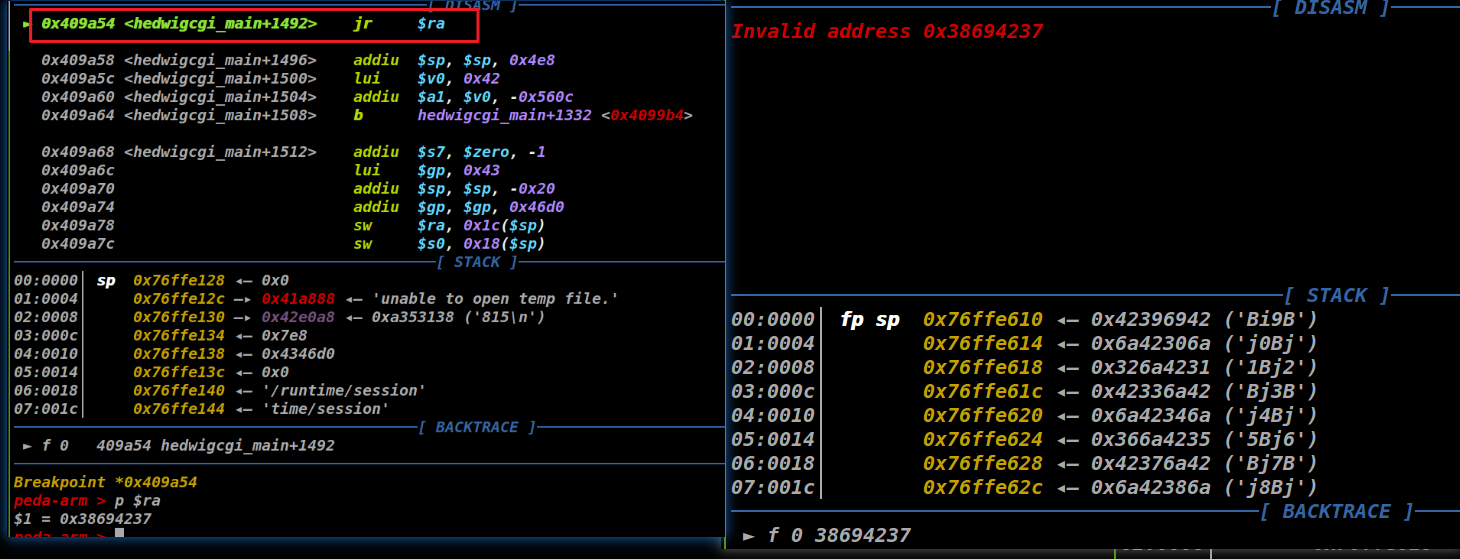 [ DISASM ]
► 0x409a54 <hedwigcgi_main+1492> jr $ra
0x409a58 <hedwigcgi_main+1496> addiu $sp, $sp, 0x4e8
0x409a5c <hedwigcgi_main+1500> lui $v0, 0x42
0x409a60 <hedwigcgi_main+1504> addiu $a1, $v0, -0x560c
0x409a64 <hedwigcgi_main+1508> b hedwigcgi_main+1332 <0x4099b4>
0x409a68 <hedwigcgi_main+1512> addiu $s7, $zero, -1
0x409a6c lui $gp, 0x43
0x409a70 addiu $sp, $sp, -0x20
0x409a74 addiu $gp, $gp, 0x46d0
0x409a78 sw $ra, 0x1c($sp)
0x409a7c sw $s0, 0x18($sp)
[ STACK ]
00:0000│ sp 0x76ffe128 ◂— 0x0
01:0004│ 0x76ffe12c —▸ 0x41a888 ◂— 'unable to open temp file.'
02:0008│ 0x76ffe130 —▸ 0x42e0a8 ◂— 0xa353138 ('815\n')
03:000c│ 0x76ffe134 ◂— 0x7e8
04:0010│ 0x76ffe138 ◂— 0x4346d0
05:0014│ 0x76ffe13c ◂— 0x0
06:0018│ 0x76ffe140 ◂— '/runtime/session'
07:001c│ 0x76ffe144 ◂— 'time/session'
[ BACKTRACE ]
► f 0 409a54 hedwigcgi_main+1492
Breakpoint *0x409a54
peda-arm > p $ra
$1 = 0x38694237
peda-arm >
[ DISASM ]
Invalid address 0x38694237
[ STACK ]
00:0000│ fp sp 0x76ffe610 ◂— 0x42396942 ('Bi9B')
01:0004│ 0x76ffe614 ◂— 0x6a42306a ('j0Bj')
02:0008│ 0x76ffe618 ◂— 0x326a4231 ('1Bj2')
03:000c│ 0x76ffe61c ◂— 0x42336a42 ('Bj3B')
04:0010│ 0x76ffe620 ◂— 0x6a42346a ('j4Bj')
05:0014│ 0x76ffe624 ◂— 0x366a4235 ('5Bj6')
06:0018│ 0x76ffe628 ◂— 0x42376a42 ('Bj7B')
07:001c│ 0x76ffe62c ◂— 0x6a42386a ('j8Bj')
[ BACKTRACE ]
► f 0 38694237